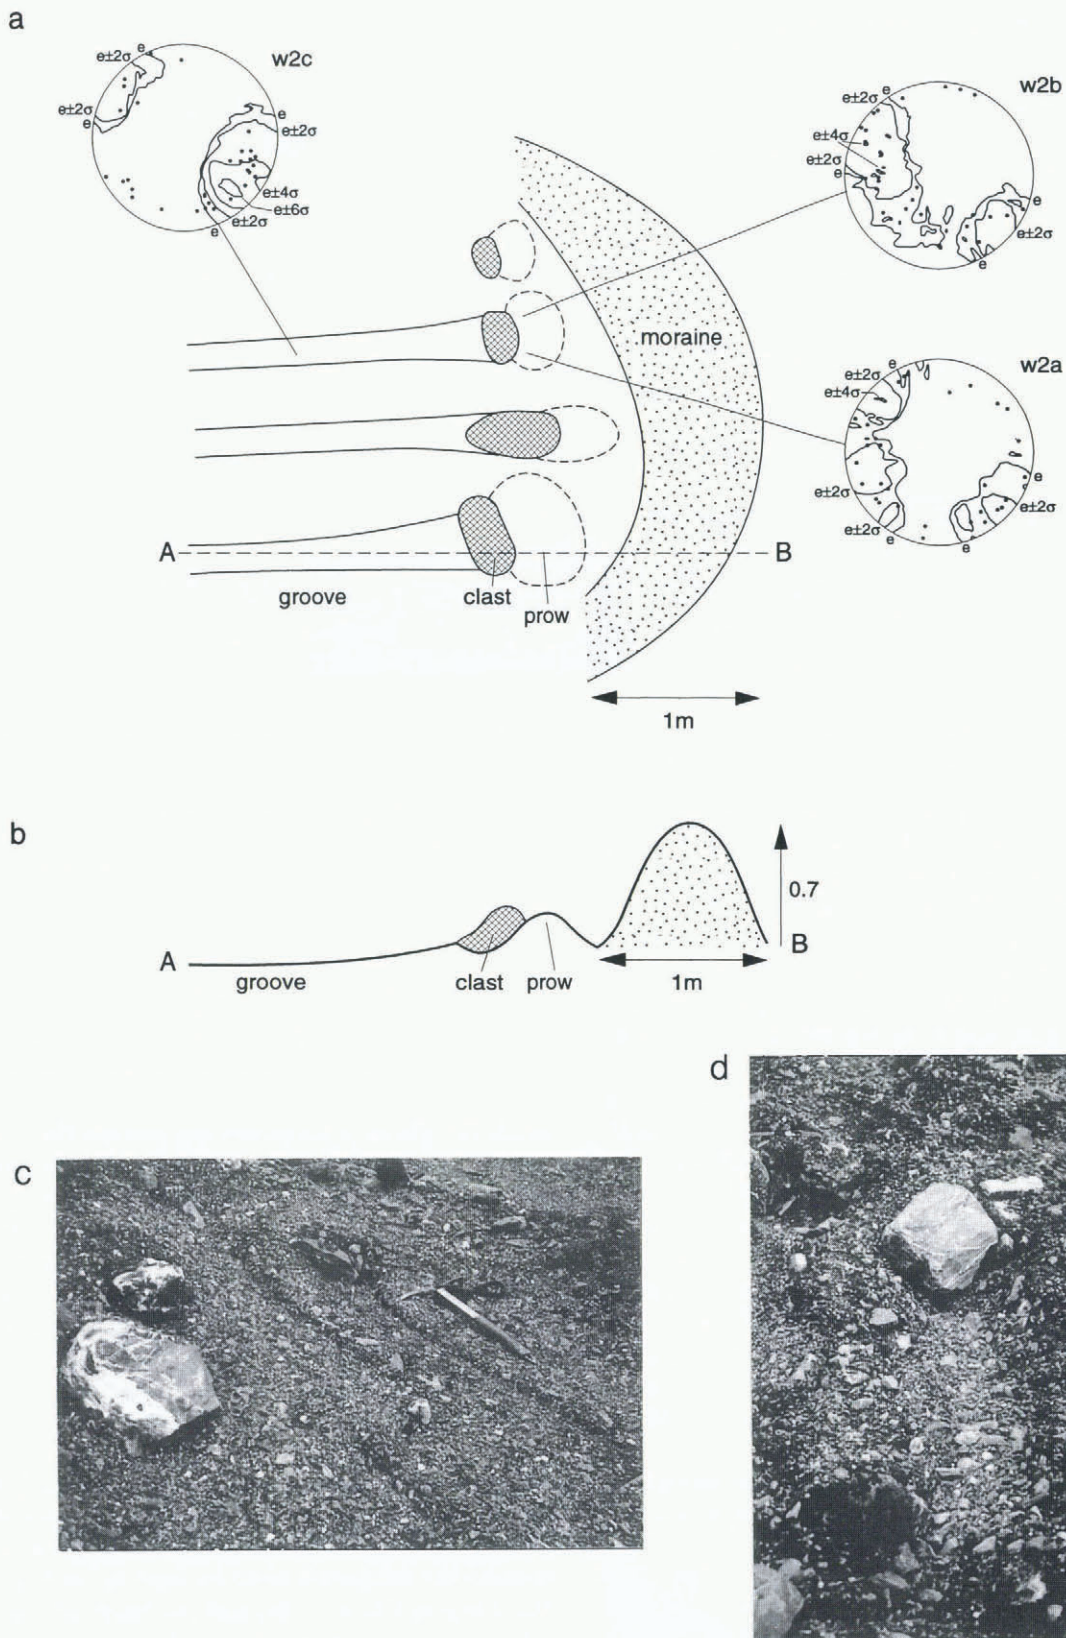 a
w2c
e
e±2σ
e±2σ
e
e
e±2σ
e±4σ
e±6σ
e±2σ
e
w2b
e
e±2σ
e±4σ
e±2σ
e
e
e±2σ
e
moraine
w2a
e
e±2σ
e±4σ
e
e±2σ
e±2σ
e±2σ
e
A
B
groove
clast
prow
1m
b
0.7
A
B
groove
clast
prow
1m
d
c